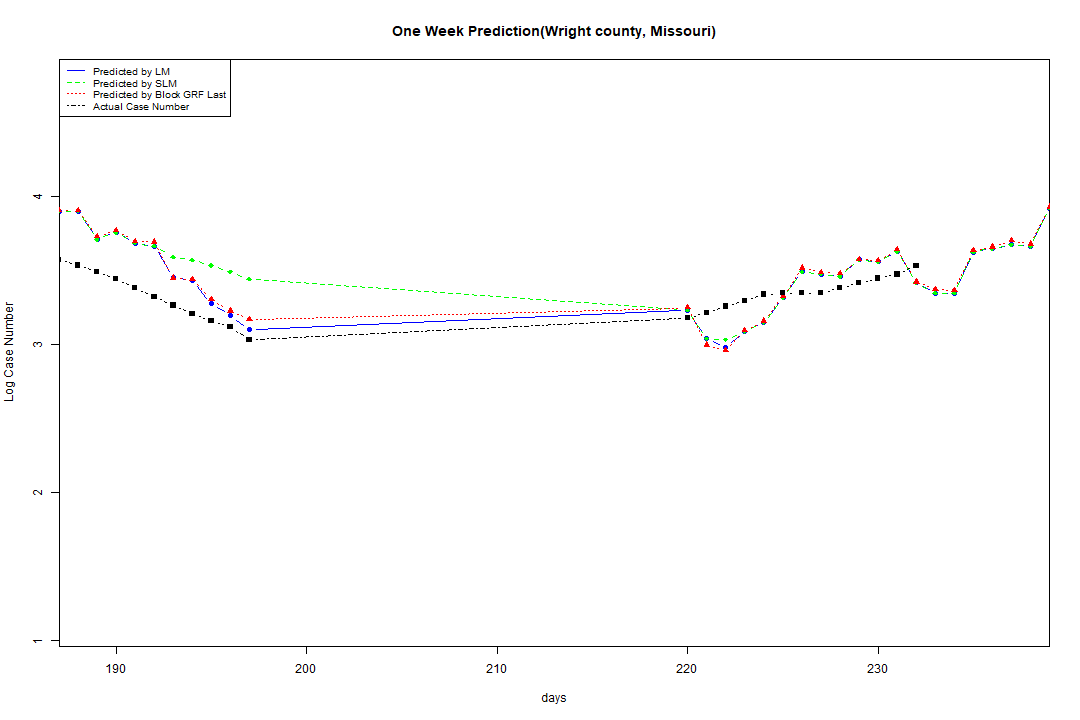 One Week Prediction(Wright county, Missouri)
Predicted by LM
Predicted by SLM
Predicted by Block GRF Last
Actual Case Number
Log Case Number
4
3
2
1
190 200 210 220 230
days